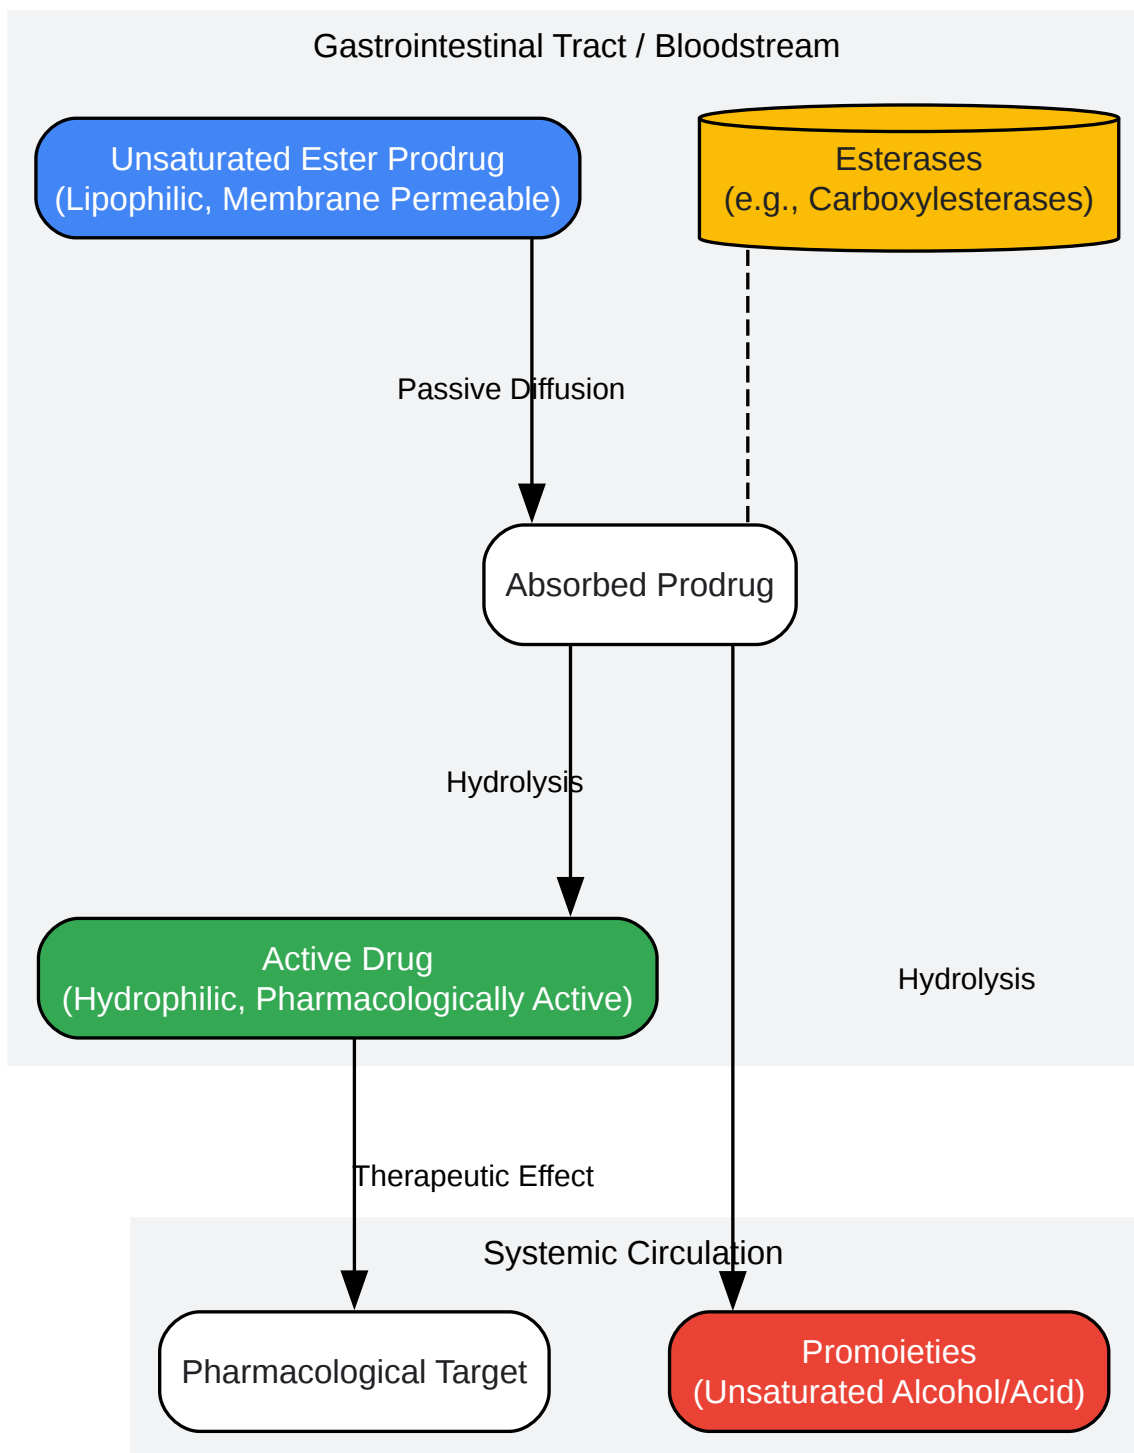 Gastrointestinal Tract / Bloodstream
Unsaturated Ester Prodrug
(Lipophilic, Membrane Permeable)
Esterases
(e.g., Carboxylesterases)
Passive Diffusion
Absorbed Prodrug
Hydrolysis
Active Drug
(Hydrophilic, Pharmacologically Active)
Hydrolysis
Therapeutic Effect
Systemic Circulation
Pharmacological Target
Promoieties
(Unsaturated Alcohol/Acid)